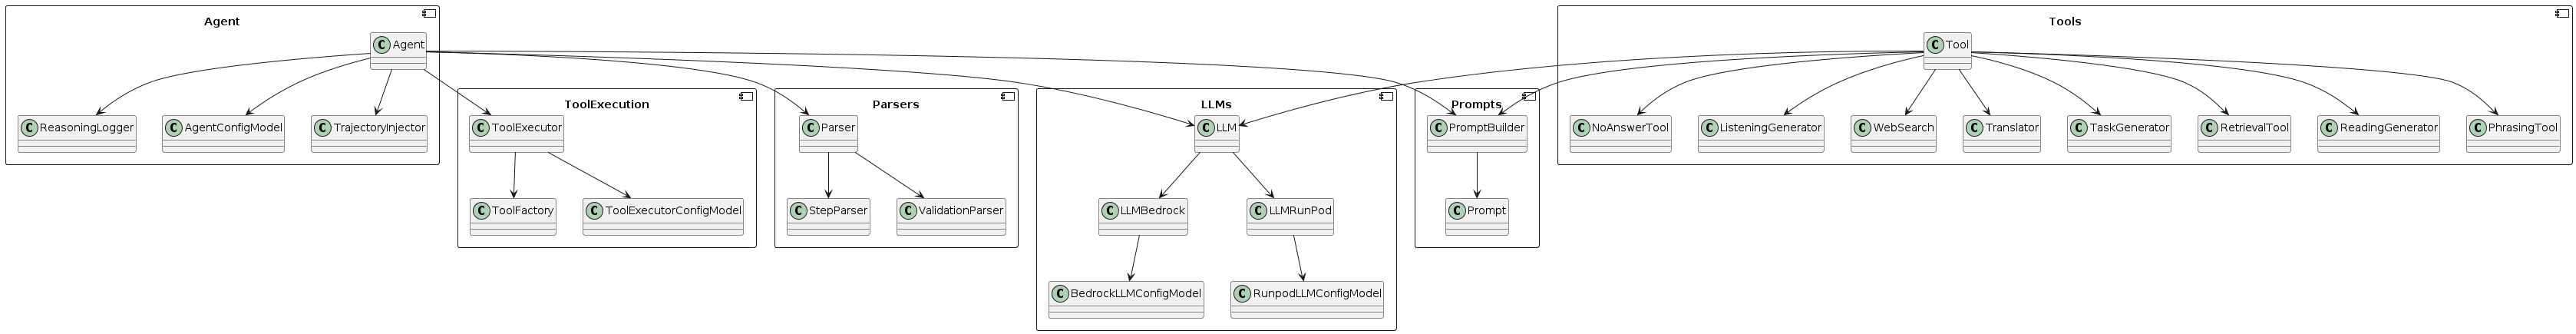 Agent
C Agent
C ReasoningLogger
C AgentConfigModel
C TrajectoryInjector
ToolExecution
C ToolExecutor
C ToolFactory
C ToolExecutorConfigModel
Parsers
C Parser
C StepParser
C ValidationParser
LLMs
C LLM
C LLMBedrock
C LLMRunPod
C BedrockLLMConfigModel
C RunpodLLMConfigModel
Prompts
C PromptBuilder
C Prompt
Tools
C Tool
C NoAnswerTool
C ListeningGenerator
C WebSearch
C Translator
C TaskGenerator
C RetrievalTool
C ReadingGenerator
C PhrasingTool